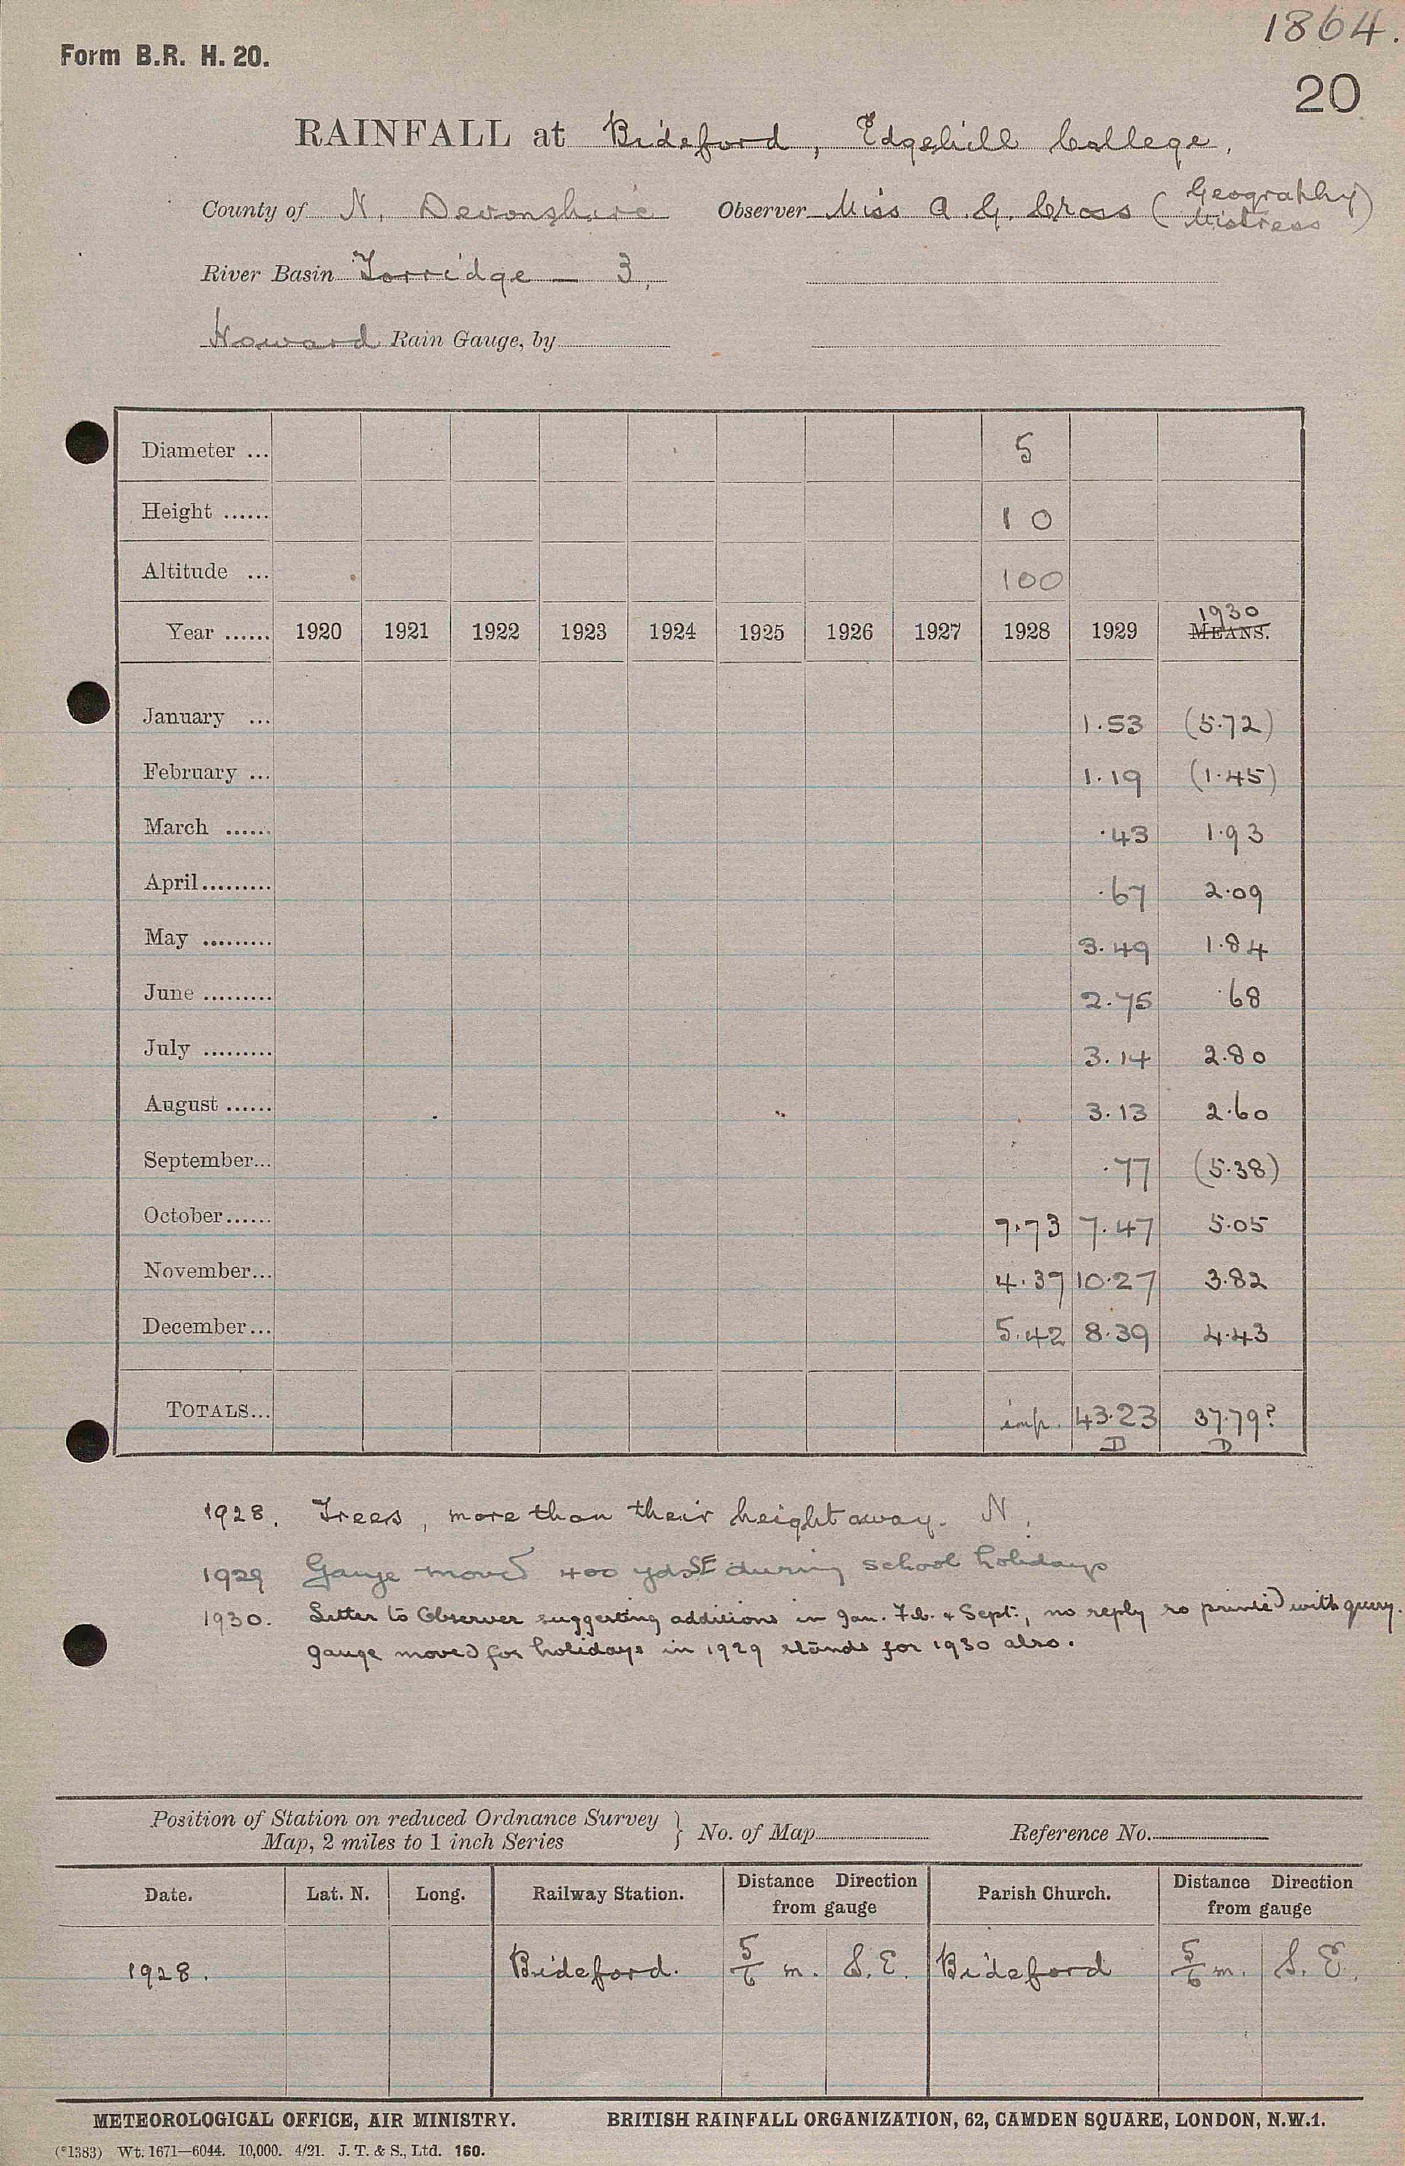 1864.
Form B.R. H. 20.
20
RAINFALL at Bideford, Edgehill College.
County of N. Devonshire Observer Miss A. G. Cross (Geography Mistress)
River Basin Torridge — 3.
Howard Rain Gauge, by
Diameter ... 5
Height ...... 10
Altitude ... 100
Year ...... 1920 1921 1922 1923 1924 1925 1926 1927 1928 1929 1930 MEANS.
January ... 1.53 (5.72)
February ... 1.19 (1.45)
March ...... .43 1.93
April......... .67 2.09
May ......... 3.49 1.84
June ......... 2.75 .68
July ......... 3.14 2.80
August ...... 3.13 2.60
September... .77 (5.38)
October...... 7.73 7.47 5.05
November... 4.37 10.27 3.82
December... 5.42 8.39 4.43
TOTALS... imp. 43.23 37.79?
D D
1928. Trees, more than their height away. N.
1929 Gauge moved 400 yds SE during school holidays
1930. Letter to Observer suggesting additions in Jan. Feb. & Sept., no reply so printed with query.
gauge moved for holidays in 1929 stands for 1930 also.
Position of Station on reduced Ordnance Survey
Map, 2 miles to 1 inch Series } No. of Map Reference No.
Date. Lat. N. Long. Railway Station. Distance Direction from gauge Parish Church. Distance Direction from gauge
1928. Bideford. 5/6 m. S.E. Bideford 5/6 m. S.E.
METEOROLOGICAL OFFICE, AIR MINISTRY. BRITISH RAINFALL ORGANIZATION, 62, CAMDEN SQUARE, LONDON, N.W.1.
(*1383) Wt. 1671—6044. 10,000. 4/21. J. T. & S., Ltd. 160.